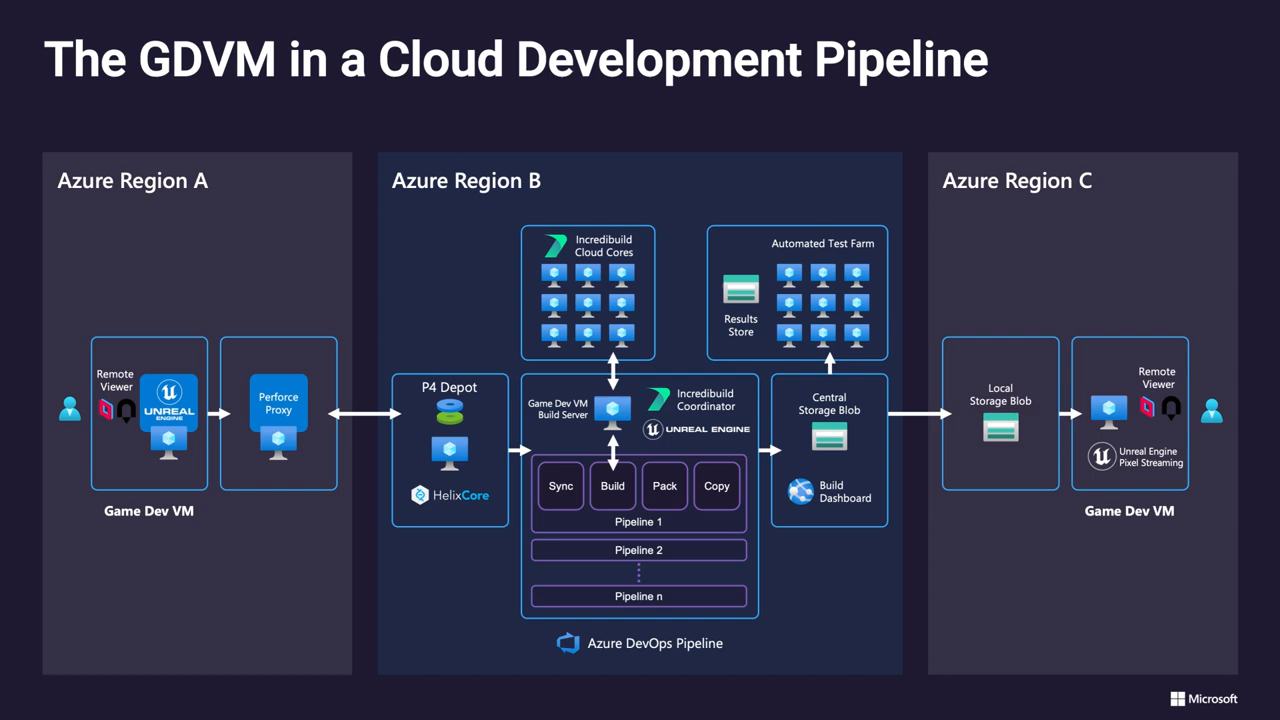 The GDVM in a Cloud Development Pipeline
Azure Region A
Remote
Viewer
UNREAL
ENGINE
Game Dev VM
Perforce
Proxy
Azure Region B
Incredibuild
Cloud Cores
Automated Test Farm
Results
Store
P4 Depot
HelixCore
Game Dev VM
Build Server
Incredibuild
Coordinator
UNREAL ENGINE
Sync
Build
Pack
Copy
Pipeline 1
Pipeline 2
Pipeline n
Central
Storage Blob
Build
Dashboard
Azure DevOps Pipeline
Azure Region C
Local
Storage Blob
Remote
Viewer
Unreal Engine
Pixel Streaming
Game Dev VM
Microsoft